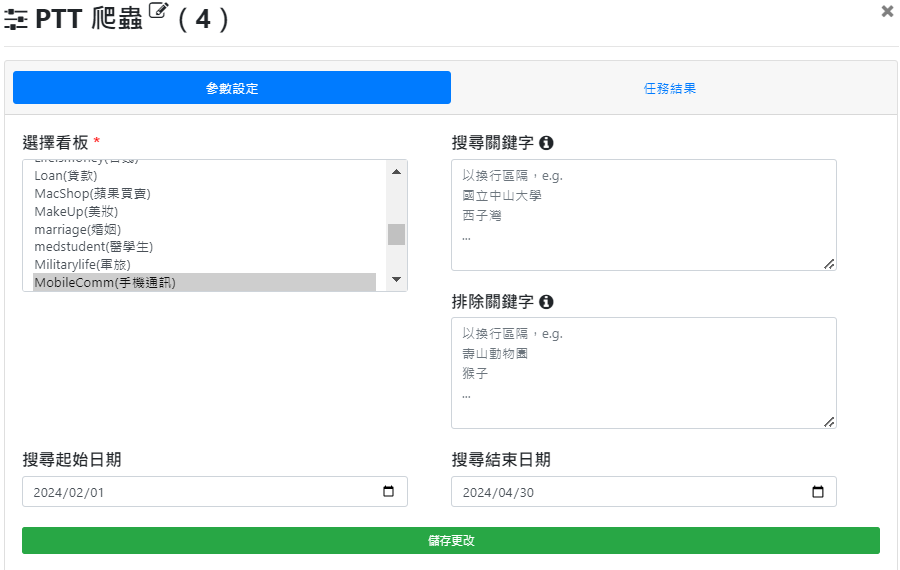 PTT 爬蟲 ( 4 )
參數設定
任務結果
選擇看板 *
Lifeismoney(省錢)
Loan(貸款)
MacShop(蘋果買賣)
MakeUp(美妝)
marriage(婚姻)
medstudent(醫學生)
Militarylife(軍旅)
MobileComm(手機通訊)
搜尋關鍵字
以換行區隔，e.g.
國立中山大學
西子灣
...
排除關鍵字
以換行區隔，e.g.
壽山動物園
猴子
...
搜尋起始日期
2024/02/01
搜尋結束日期
2024/04/30
儲存更改